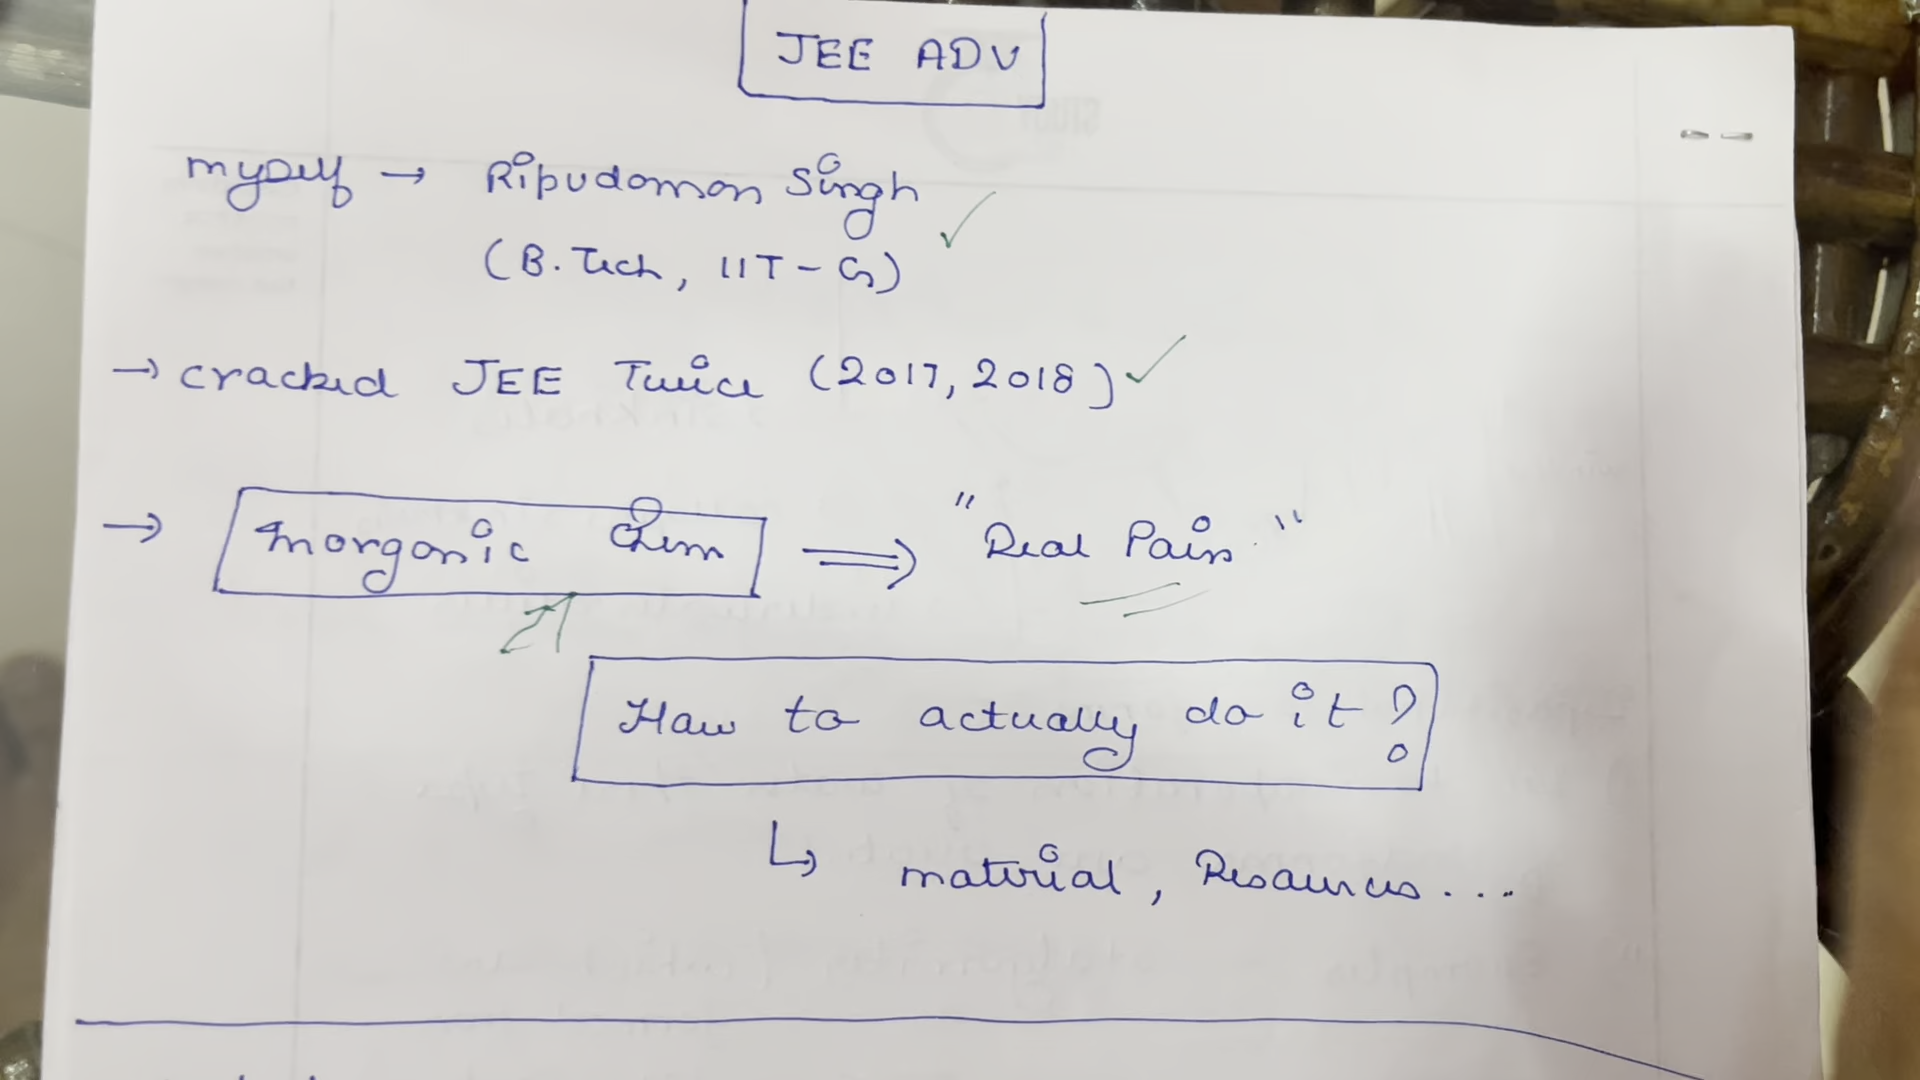 JEE ADV
myself → Ripudaman Singh
(B.Tech, IIT-G)
→ cracked JEE Twice (2017, 2018)
→ Inorganic Chem ⇒ "Real Pain."
How to actually do it?
↳ material, Resources...